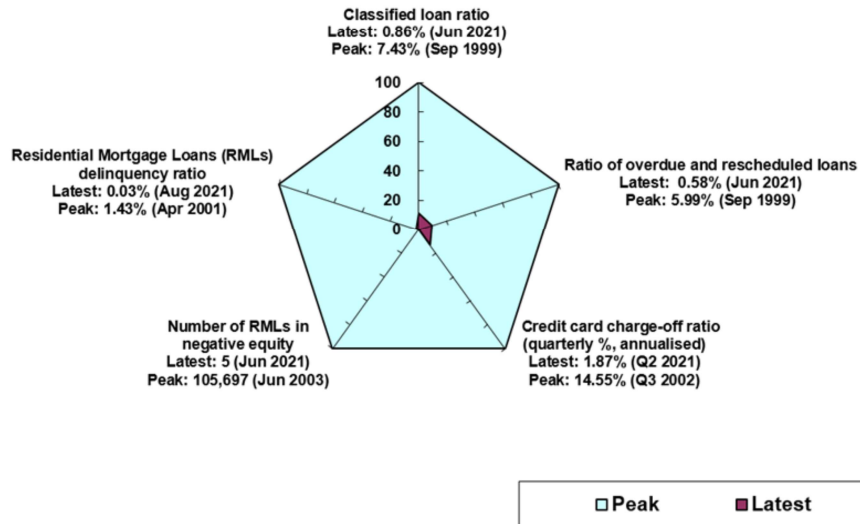 Classified loan ratio
Latest: 0.86% (Jun 2021)
Peak: 7.43% (Sep 1999)
100
80
60
40
20
0
Residential Mortgage Loans (RMLs)
delinquency ratio
Latest: 0.03% (Aug 2021)
Peak: 1.43% (Apr 2001)
Ratio of overdue and rescheduled loans
Latest: 0.58% (Jun 2021)
Peak: 5.99% (Sep 1999)
Number of RMLs in
negative equity
Latest: 5 (Jun 2021)
Peak: 105,697 (Jun 2003)
Credit card charge-off ratio
(quarterly %, annualised)
Latest: 1.87% (Q2 2021)
Peak: 14.55% (Q3 2002)
Peak
Latest